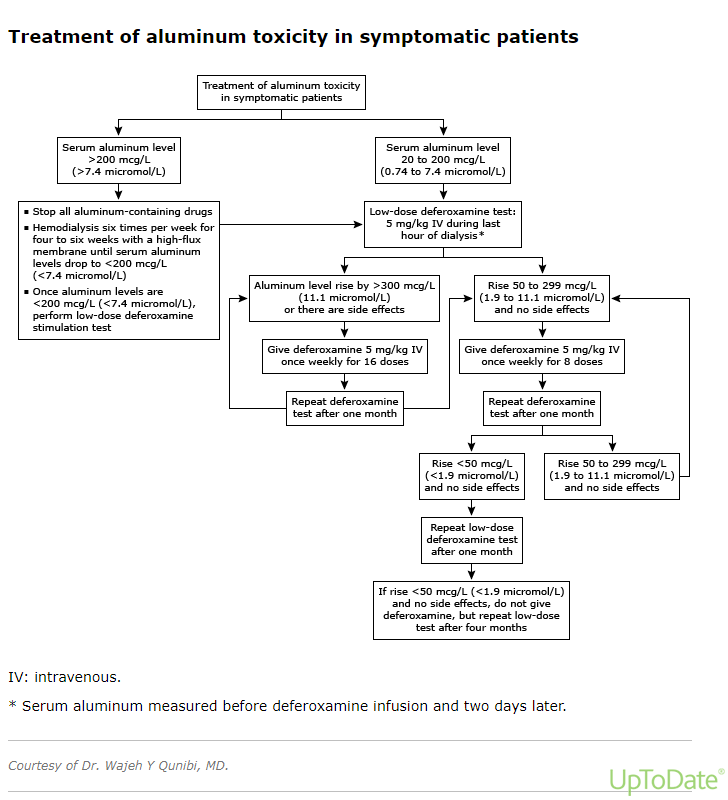 Treatment of aluminum toxicity in symptomatic patients
Treatment of aluminum toxicity
in symptomatic patients
Serum aluminum level
>200 mcg/L
(>7.4 micromol/L)
Serum aluminum level
20 to 200 mcg/L
(0.74 to 7.4 micromol/L)
▪ Stop all aluminum-containing drugs
▪ Hemodialysis six times per week for
four to six weeks with a high-flux
membrane until serum aluminum
levels drop to <200 mcg/L
(<7.4 micromol/L)
▪ Once aluminum levels are
<200 mcg/L (<7.4 micromol/L),
perform low-dose deferoxamine
stimulation test
Low-dose deferoxamine test:
5 mg/kg IV during last
hour of dialysis*
Aluminum level rise by >300 mcg/L
(11.1 micromol/L)
or there are side effects
Rise 50 to 299 mcg/L
(1.9 to 11.1 micromol/L)
and no side effects
Give deferoxamine 5 mg/kg IV
once weekly for 16 doses
Give deferoxamine 5 mg/kg IV
once weekly for 8 doses
Repeat deferoxamine
test after one month
Repeat deferoxamine
test after one month
Rise <50 mcg/L
(<1.9 micromol/L)
and no side effects
Rise 50 to 299 mcg/L
(1.9 to 11.1 micromol/L)
and no side effects
Repeat low-dose
deferoxamine test
after one month
If rise <50 mcg/L (<1.9 micromol/L)
and no side effects, do not give
deferoxamine, but repeat low-dose
test after four months
IV: intravenous.
* Serum aluminum measured before deferoxamine infusion and two days later.
Courtesy of Dr. Wajeh Y Qunibi, MD.
UpToDate®